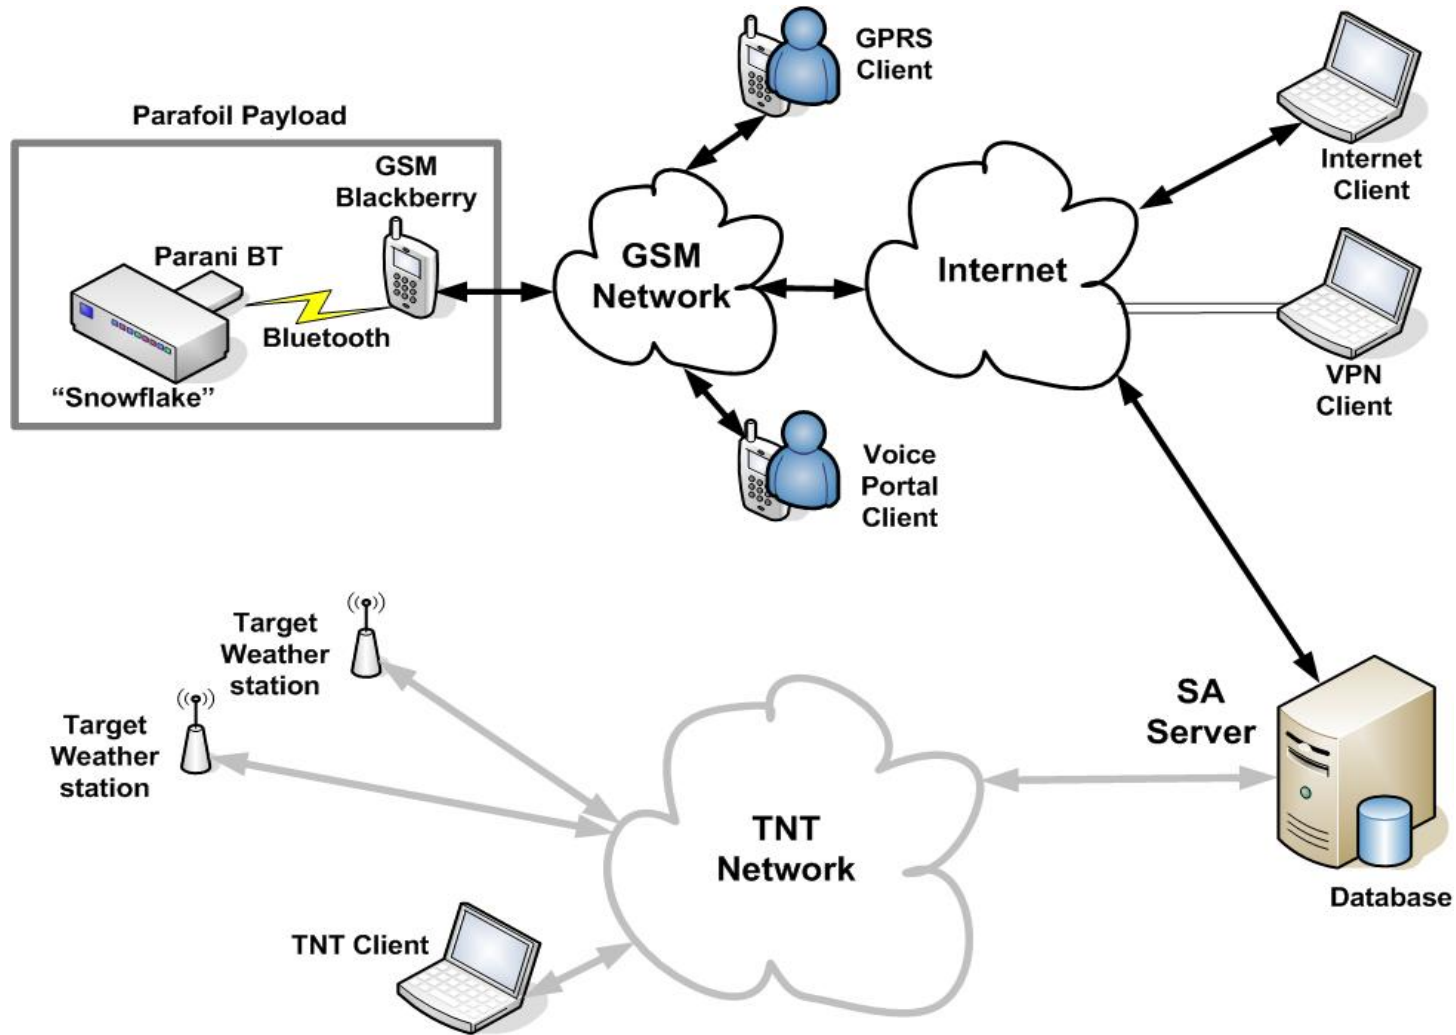 GPRS
Client
Parafoil Payload
GSM
Blackberry
Parani BT
Bluetooth
“Snowflake”
GSM
Network
Internet
Internet
Client
VPN
Client
Voice
Portal
Client
Target
Weather
station
Target
Weather
station
SA
Server
TNT
Network
Database
TNT Client